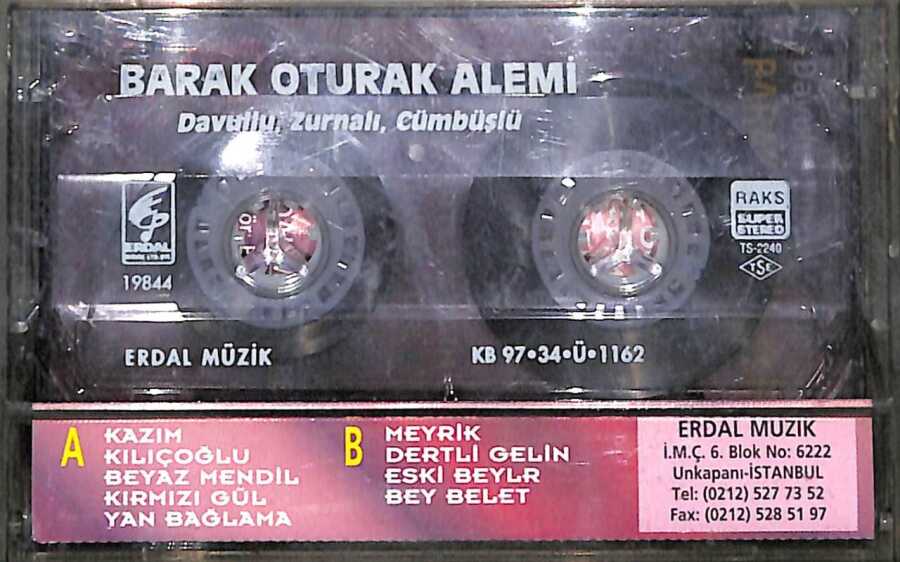 BARAK OTURAK ALEMİ
Davullu, Zurnalı, Cümbüşlü
ERDAL
19844
RAKS
SUPER
STEREO
TS-2240
TSE
ERDAL MÜZİK
KB 97•34•Ü•1162
A
KAZIM
KILIÇOĞLU
BEYAZ MENDİL
KIRMIZI GÜL
YAN BAĞLAMA
B
MEYRİK
DERTLİ GELİN
ESKİ BEYLR
BEY BELET
ERDAL MUZIK
İ.M.Ç. 6. Blok No: 6222
Unkapanı-İSTANBUL
Tel: (0212) 527 73 52
Fax: (0212) 528 51 97